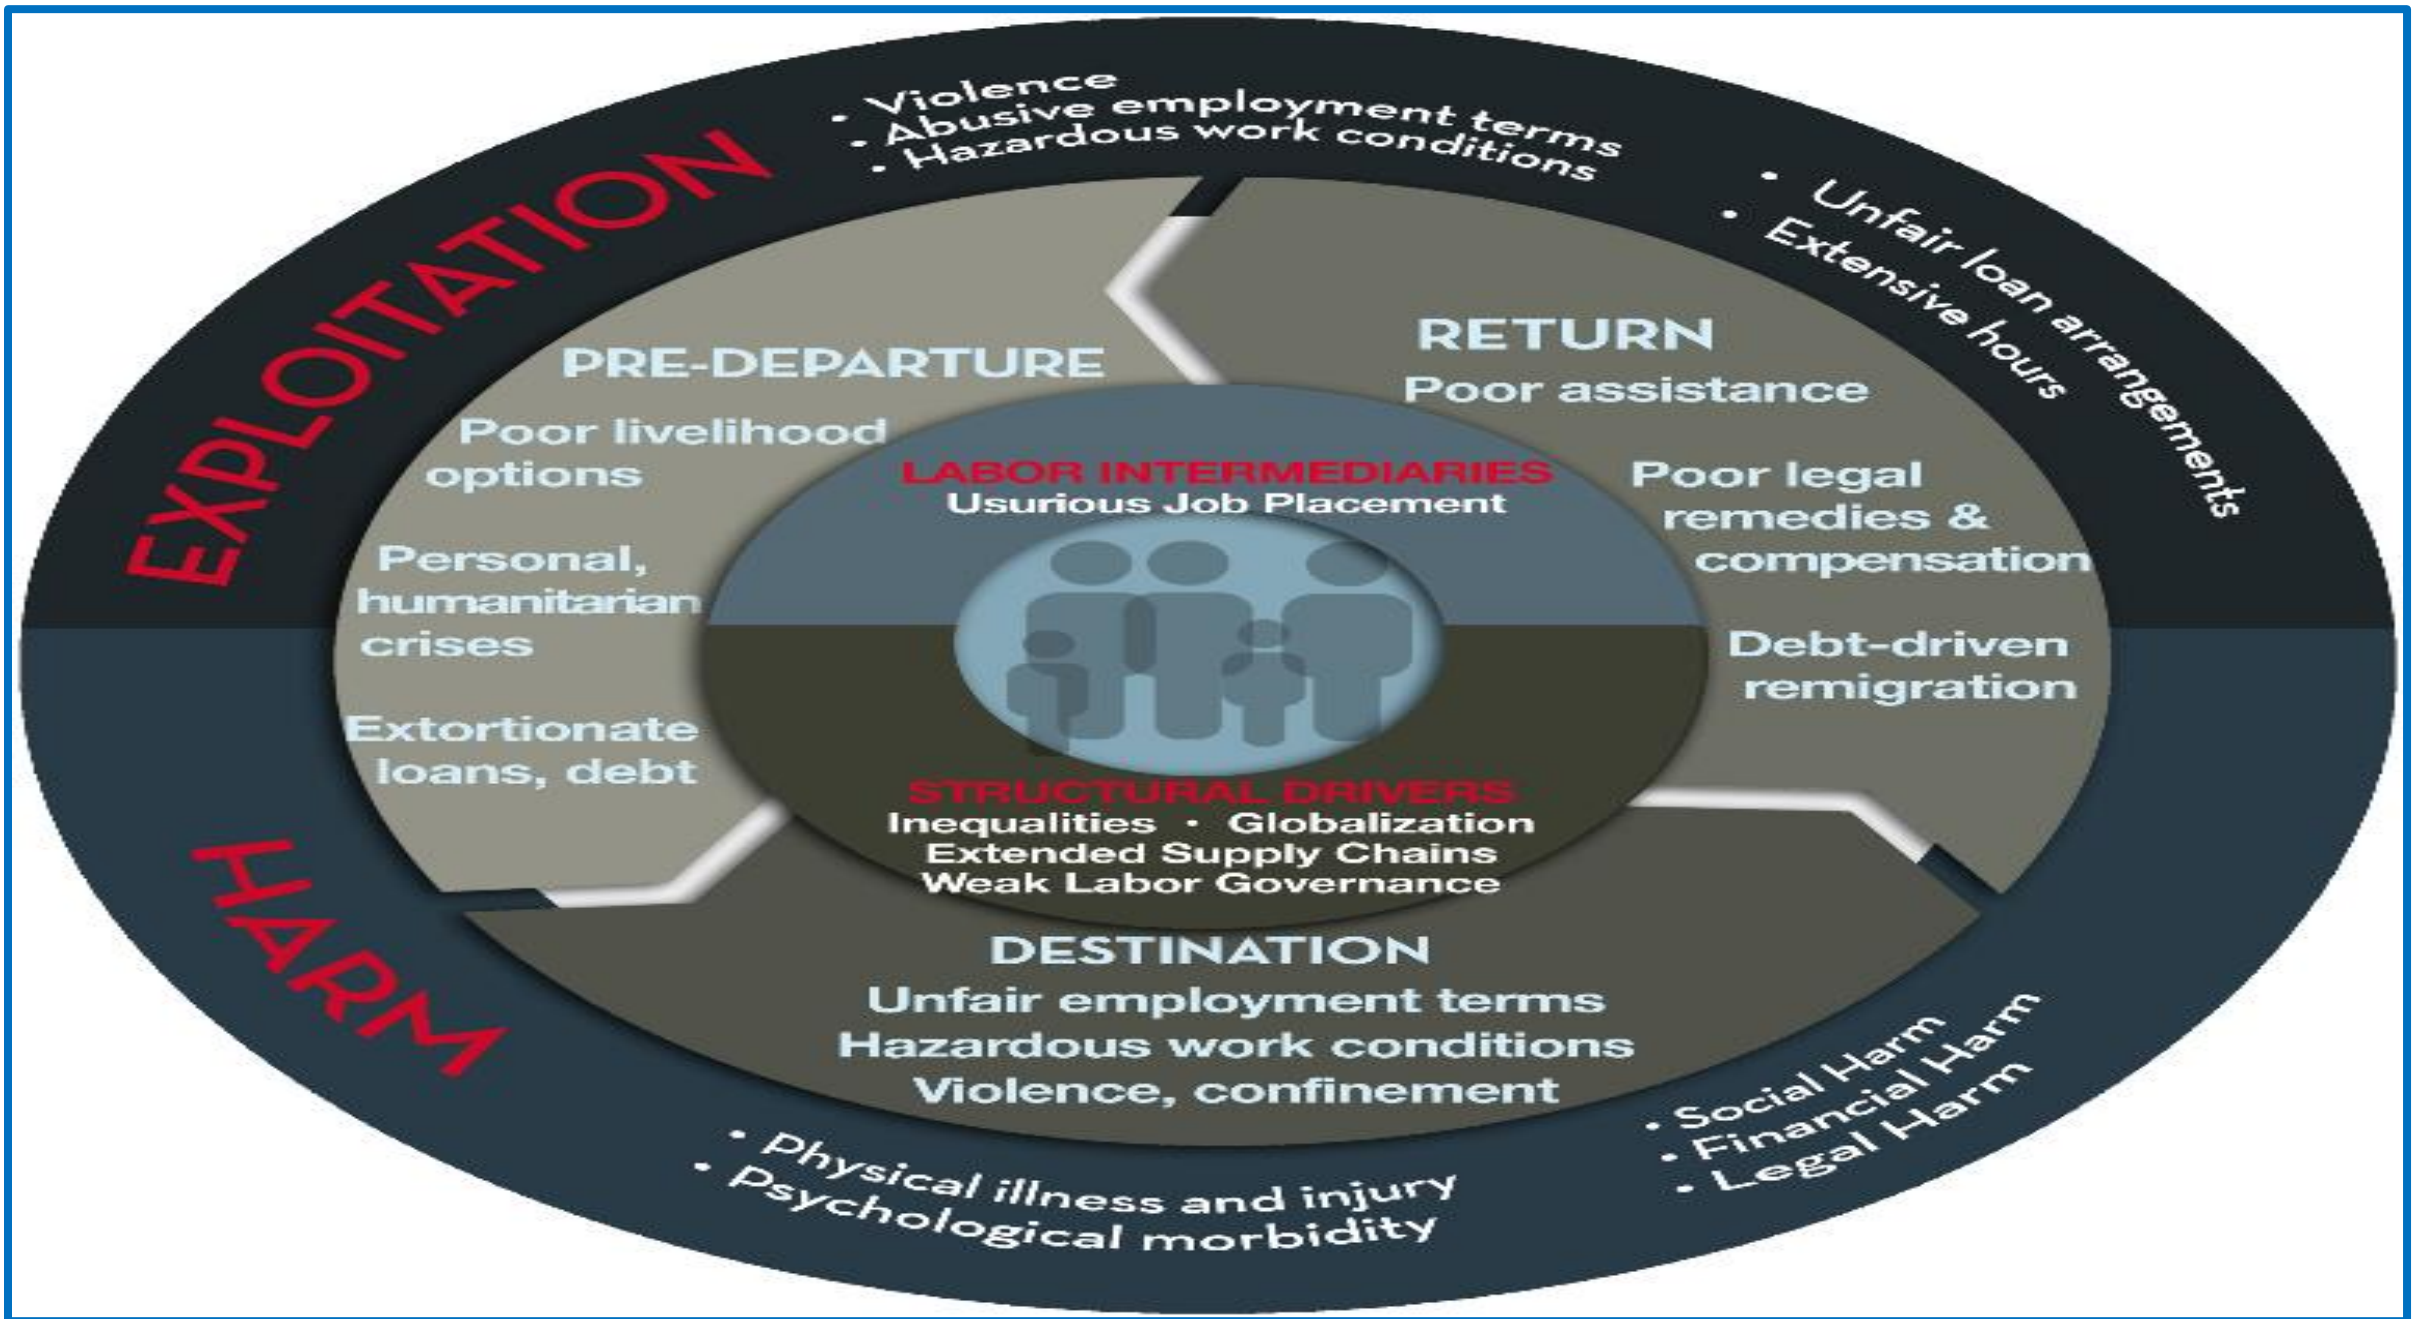 EXPLOITATION
• Violence
• Abusive employment terms
• Hazardous work conditions
• Unfair loan arrangements
• Extensive hours
PRE-DEPARTURE
Poor livelihood
options
Personal,
humanitarian
crises
Extortionate
loans, debt
RETURN
Poor assistance
Poor legal
remedies &
compensation
Debt-driven
remigration
LABOR INTERMEDIARIES
Usurious Job Placement
STRUCTURAL DRIVERS
Inequalities • Globalization
Extended Supply Chains
Weak Labor Governance
DESTINATION
Unfair employment terms
Hazardous work conditions
Violence, confinement
HARM
• Physical illness and injury
• Psychological morbidity
• Social Harm
• Financial Harm
• Legal Harm